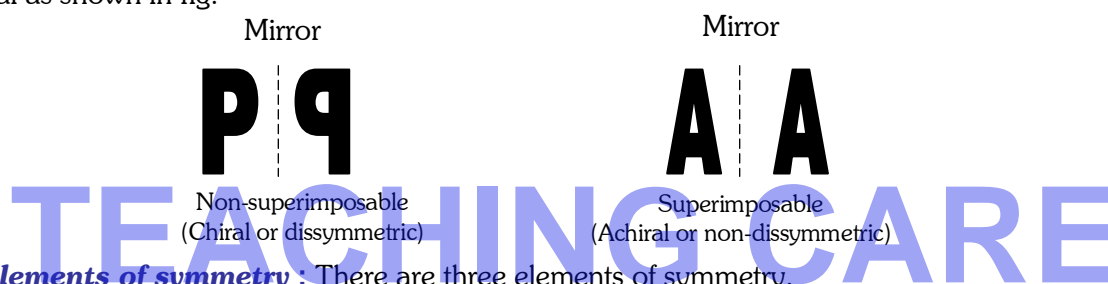 al as shown in fig.
Mirror Mirror
P ꟼ A A
Non-superimposable Superimposable
(Chiral or dissymmetric) (Achiral or non-dissymmetric)
TEACHING CARE
lements of symmetry : There are three elements of symmetry.